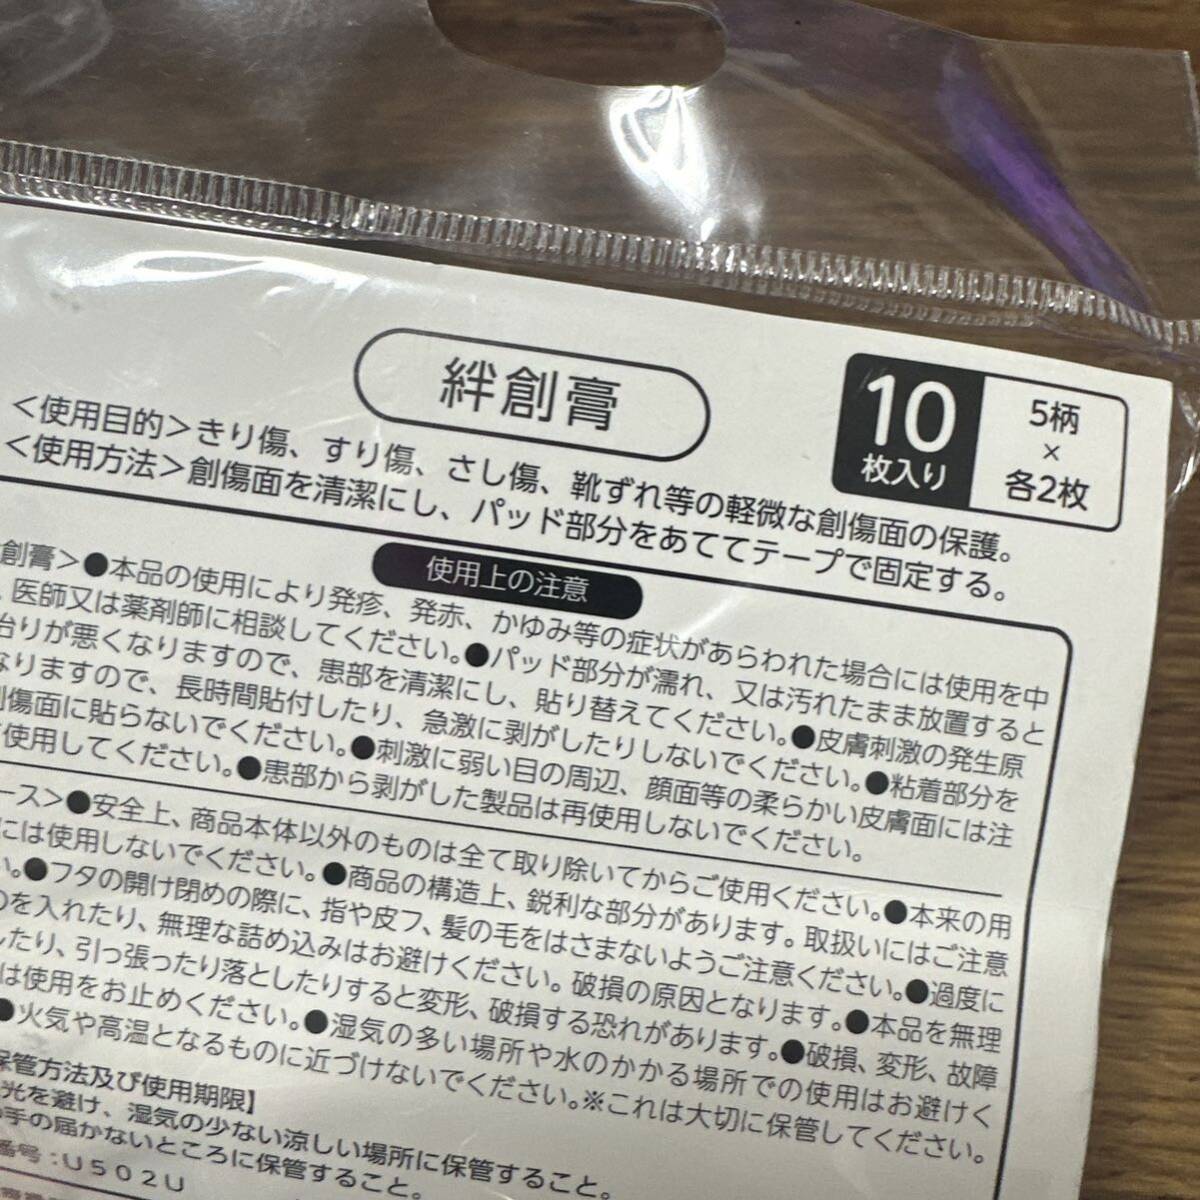 絆創膏
10
枚入り
5柄
×
各2枚
＜使用目的＞きり傷、すり傷、さし傷、靴ずれ等の軽微な創傷面の保護。
＜使用方法＞創傷面を清潔にし、パッド部分をあててテープで固定する。
使用上の注意
創膏＞●本品の使用により発疹、発赤、かゆみ等の症状があらわれた場合には使用を中
、医師又は薬剤師に相談してください。●パッド部分が濡れ、又は汚れたまま放置すると
治りが悪くなりますので、患部を清潔にし、貼り替えてください。●皮膚刺激の発生原
なりますので、長時間貼付したり、急激に剥がしたりしないでください。●粘着部分を
創傷面に貼らないでください。●刺激に弱い目の周辺、顔面等の柔らかい皮膚面には注
使用してください。●患部から剥がした製品は再使用しないでください。
ース＞●安全上、商品本体以外のものは全て取り除いてからご使用ください。●本来の用
には使用しないでください。●商品の構造上、鋭利な部分があります。取扱いにはご注意
い。●フタの開け閉めの際に、指や皮フ、髪の毛をはさまないようご注意ください。●過度に
のを入れたり、無理な詰め込みはお避けください。破損の原因となります。●本品を無理
したり、引っ張ったり落としたりすると変形、破損する恐れがあります。●破損、変形、故障
は使用をお止めください。●湿気の多い場所や水のかかる場所での使用はお避けく
●火気や高温となるものに近づけないでください。※これは大切に保管してください。
保管方法及び使用期限】
光を避け、湿気の少ない涼しい場所に保管すること。
の手の届かないところに保管すること。
番号：U502U